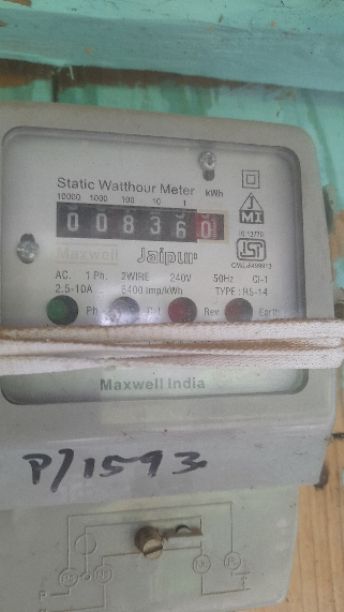 Static Watthour Meter kWh
10000 1000 100 10 1
0 0 8 3 6 0
JMI
Maxwell Jaipur
ISI
AC. 1 Ph. 2WIRE 240V 50Hz Cl-1
2.5-10A 6400 imp/kWh TYPE : RS-14
Ph Rev Earth
Maxwell India
P/1593